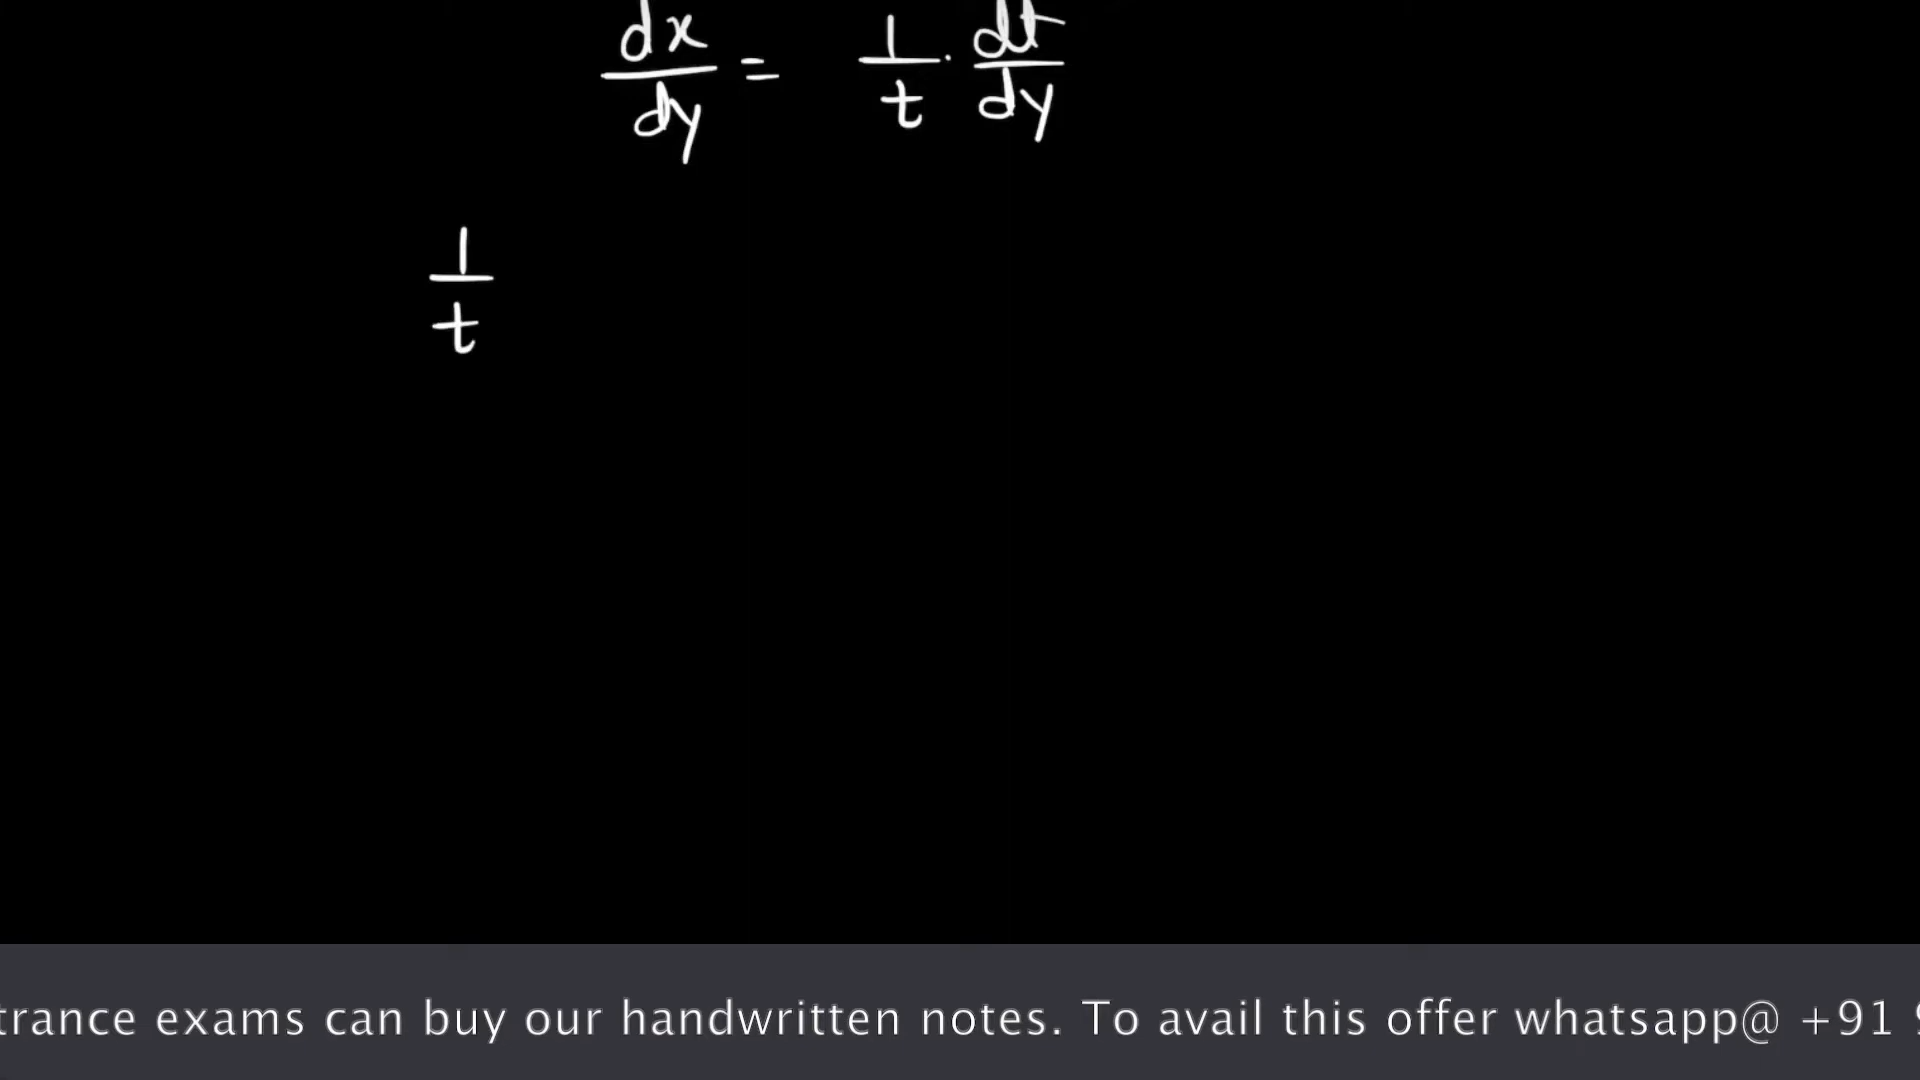 dx/dy = 1/t · dt/dy
1/t
trance exams can buy our handwritten notes. To avail this offer whatsapp@ +91